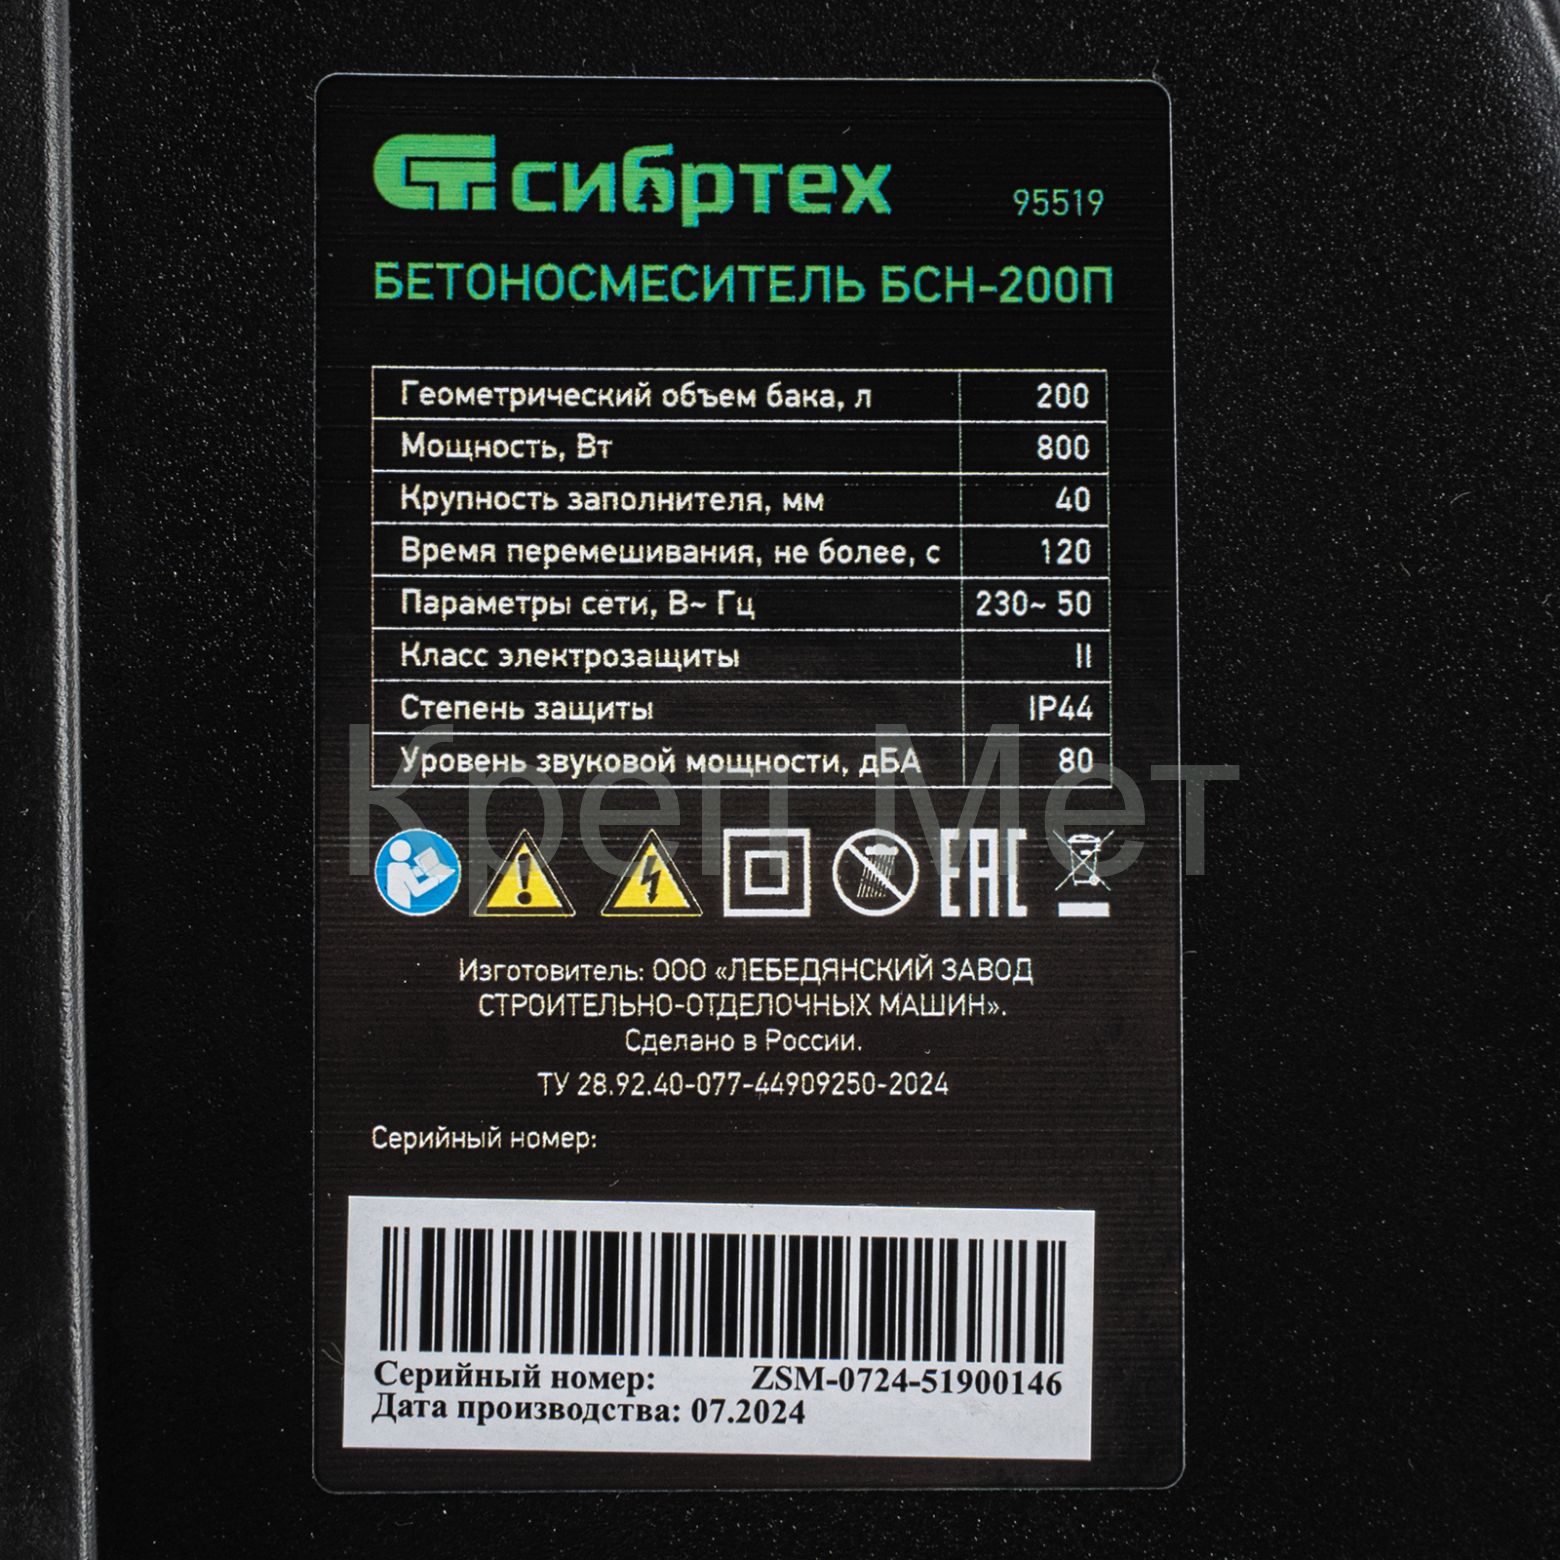 сибртех 95519
БЕТОНОСМЕСИТЕЛЬ БСН-200П
Геометрический объем бака, л 200
Мощность, Вт 800
Крупность заполнителя, мм 40
Время перемешивания, не более, с 120
Параметры сети, В~ Гц 230~ 50
Класс электрозащиты II
Степень защиты IP44
Уровень звуковой мощности, дБА 80
Креп Мет
EAC
Изготовитель: ООО «ЛЕБЕДЯНСКИЙ ЗАВОД
СТРОИТЕЛЬНО-ОТДЕЛОЧНЫХ МАШИН».
Сделано в России.
ТУ 28.92.40-077-44909250-2024
Серийный номер:
Серийный номер: ZSM-0724-51900146
Дата производства: 07.2024